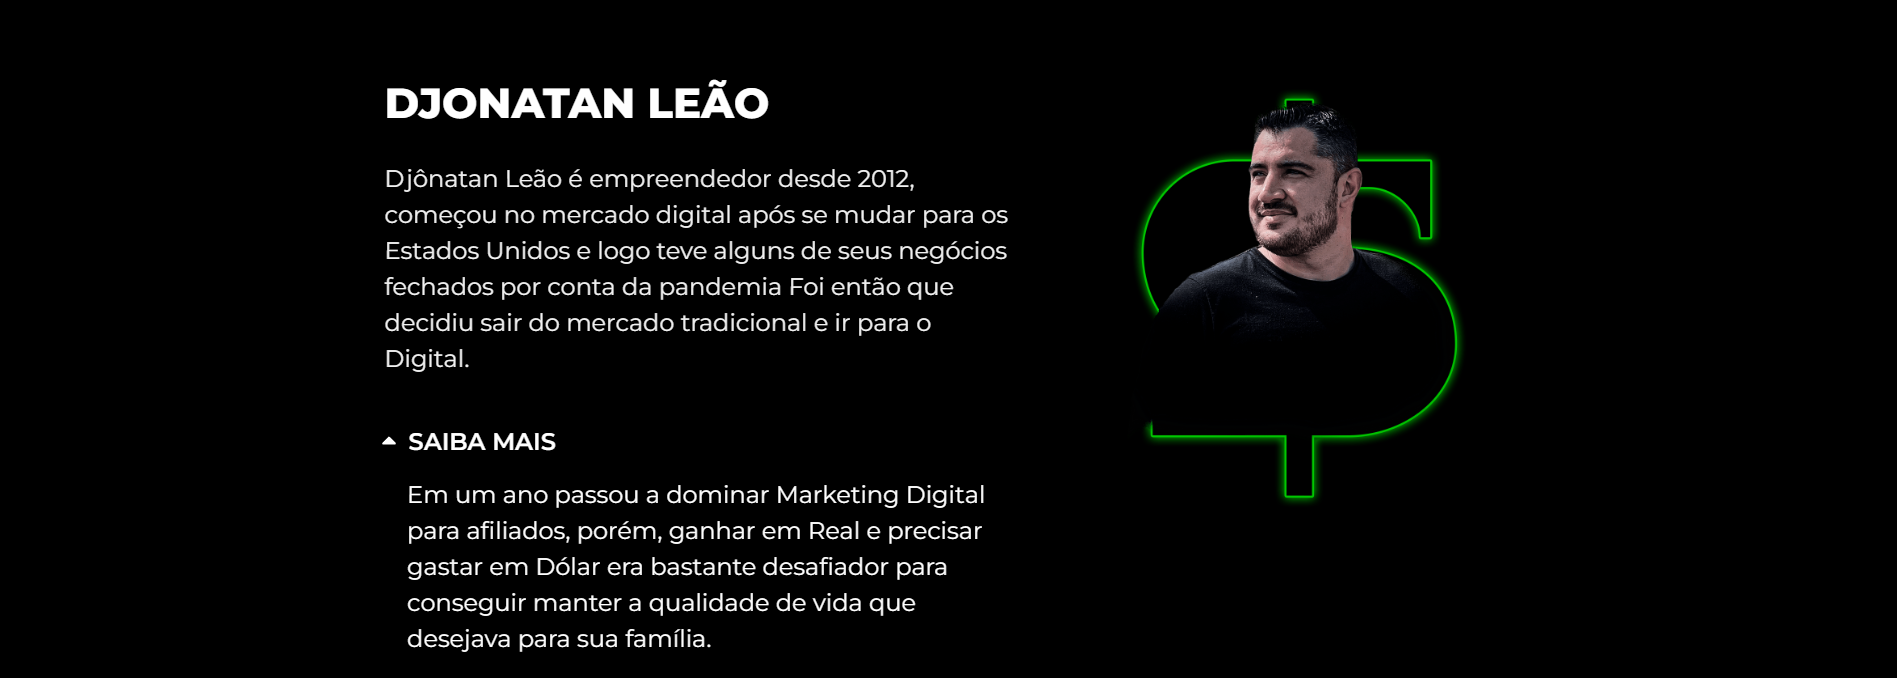 DJONATAN LEÃO
Djônatan Leão é empreendedor desde 2012,
começou no mercado digital após se mudar para os
Estados Unidos e logo teve alguns de seus negócios
fechados por conta da pandemia Foi então que
decidiu sair do mercado tradicional e ir para o
Digital.
SAIBA MAIS
Em um ano passou a dominar Marketing Digital
para afiliados, porém, ganhar em Real e precisar
gastar em Dólar era bastante desafiador para
conseguir manter a qualidade de vida que
desejava para sua família.